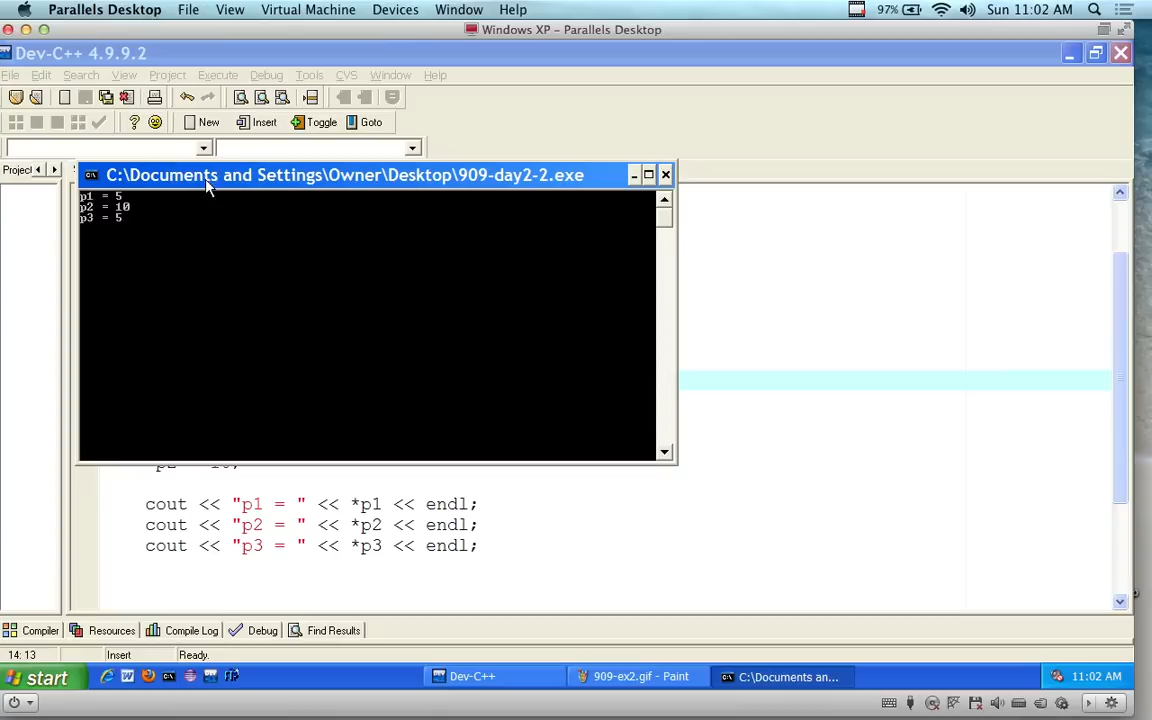 Parallels Desktop File View Virtual Machine Devices Window Help 97% Sun 11:02 AM
Windows XP – Parallels Desktop
Dev-C++ 4.9.9.2
File Edit Search View Project Execute Debug Tools CVS Window Help
New Insert Toggle Goto
Project
C:\Documents and Settings\Owner\Desktop\909-day2-2.exe
p1 = 5
p2 = 10
p3 = 5
cout << "p1 = " << *p1 << endl;
cout << "p2 = " << *p2 << endl;
cout << "p3 = " << *p3 << endl;
Compiler Resources Compile Log Debug Find Results
14: 13 Insert Ready.
start Dev-C++ 909-ex2.gif - Paint C:\Documents an... 11:02 AM